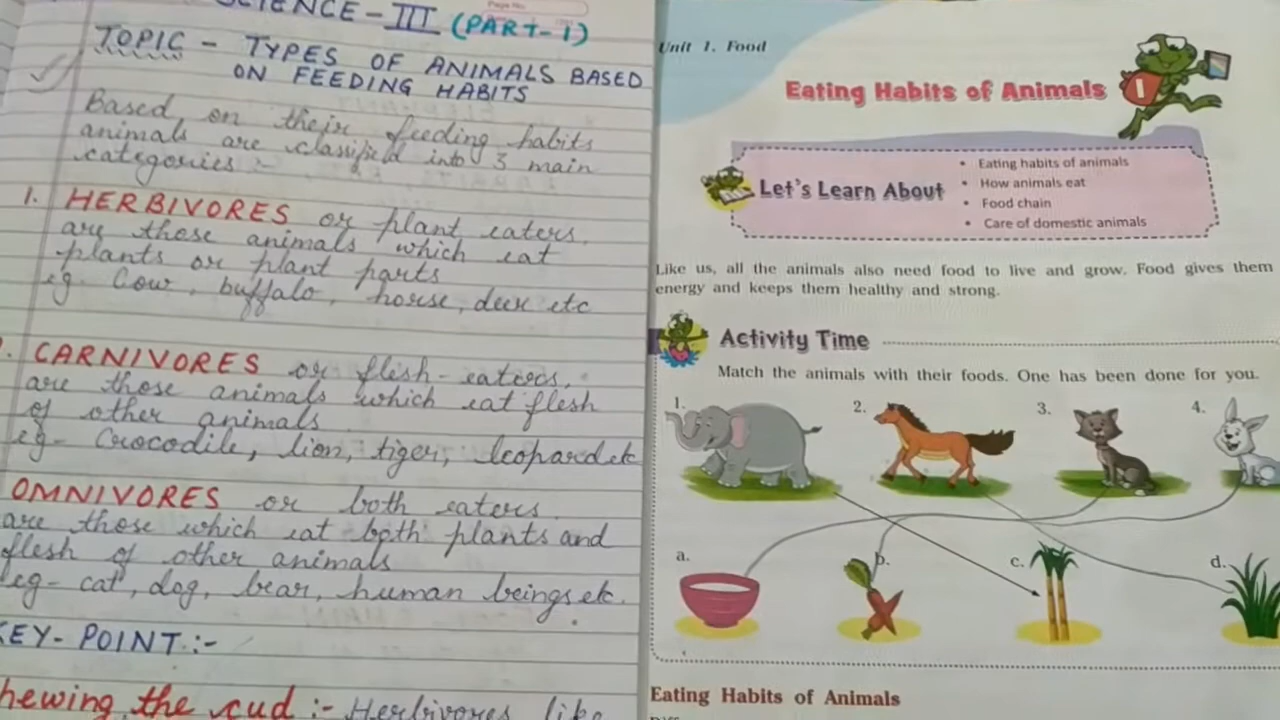 SCIENCE - III (PART-1)
TOPIC - TYPES OF ANIMALS BASED
ON FEEDING HABITS
Based on their feeding habits
animals are classified into 3 main
categories :-
1. HERBIVORES or plant eaters.
are those animals which eat
plants or plant parts
eg. Cow, buffalo, horse, deer etc
. CARNIVORES or flesh-eaters.
are those animals which eat flesh
of other animals
eg- Crocodile, lion, tiger, leopard etc
OMNIVORES or both eaters
are those which eat both plants and
flesh of other animals
eg- cat, dog, bear, human beings etc.
KEY-POINT :-
hewing the cud :- Herbivores like
Page No.
Unit 1. Food
Eating Habits of Animals 1
Let's Learn About
• Eating habits of animals
• How animals eat
• Food chain
• Care of domestic animals
Like us, all the animals also need food to live and grow. Food gives them
energy and keeps them healthy and strong.
Activity Time
Match the animals with their foods. One has been done for you.
1. 2. 3. 4.
a. b. c. d.
Eating Habits of Animals